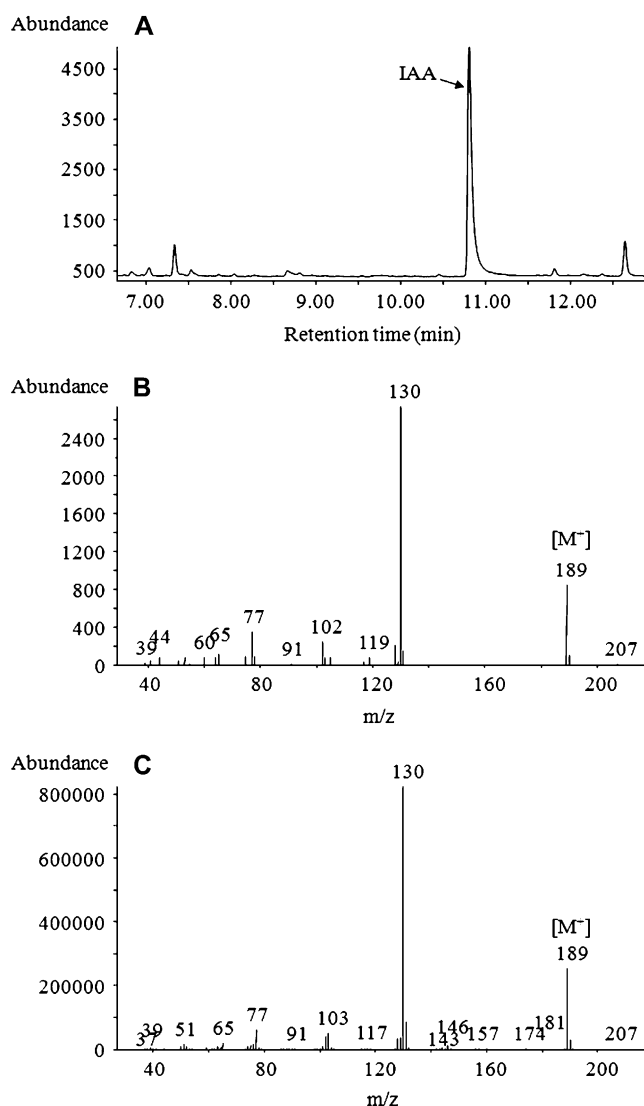 Abundance A
4500
3500
2500
1500
500
IAA
7.00 8.00 9.00 10.00 11.00 12.00
Retention time (min)
Abundance B
130
2400
2000
1600
1200
800
400
0
[M+]
189
39 44 60 65 77 91 102 119 207
40 80 120 160 200
m/z
Abundance C
130
800000
600000
400000
200000
0
[M+]
189
37 39 51 65 77 91 103 117 143 146 157 174 181 207
40 80 120 160 200
m/z